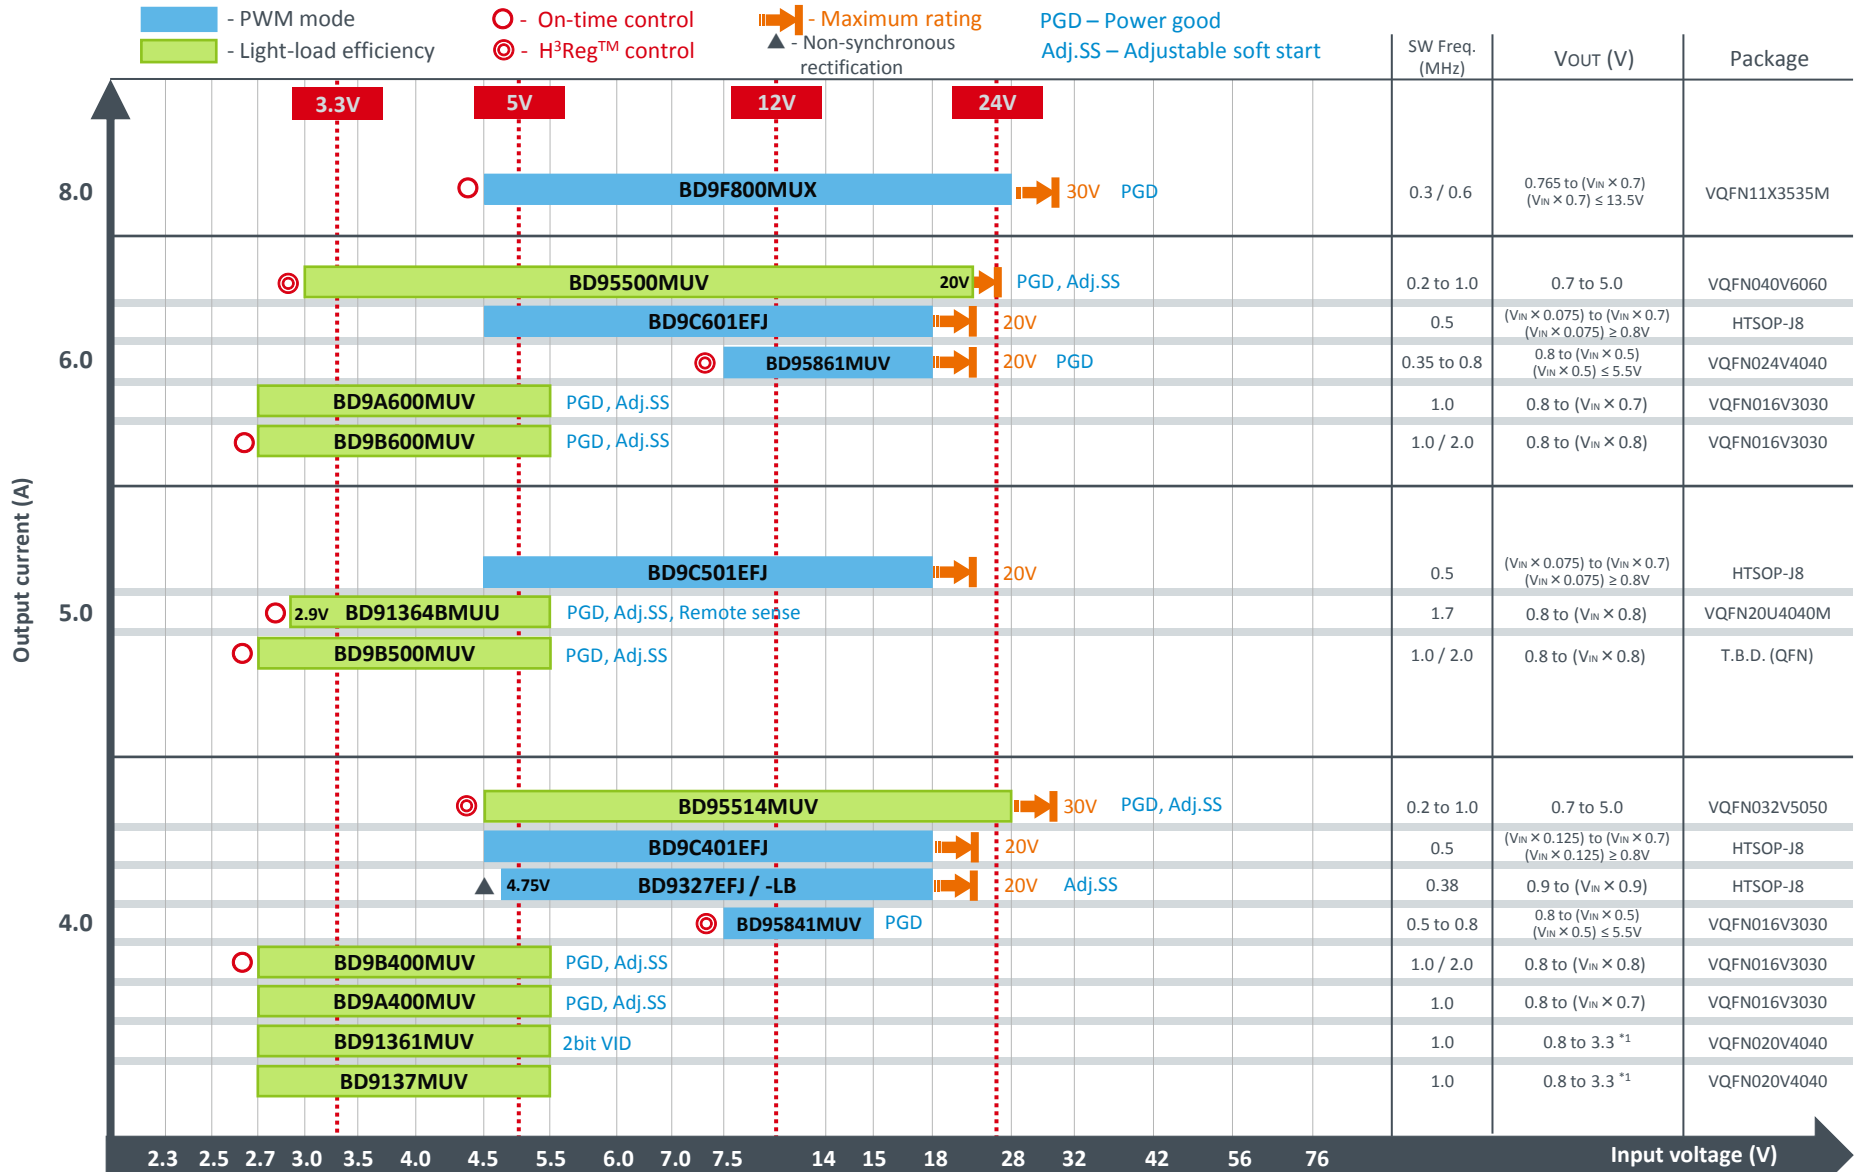 - PWM mode
- Light-load efficiency
- On-time control
- H³Reg™ control
- Maximum rating
- Non-synchronous
rectification
PGD – Power good
Adj.SS – Adjustable soft start
SW Freq.
(MHz)
VOUT (V)
Package
3.3V 5V 12V 24V
8.0
BD9F800MUX 30V PGD 0.3 / 0.6 0.765 to (VIN × 0.7) VQFN11X3535M
(VIN × 0.7) ≤ 13.5V
BD95500MUV 20V PGD, Adj.SS 0.2 to 1.0 0.7 to 5.0 VQFN040V6060
BD9C601EFJ 20V 0.5 (VIN × 0.075) to (VIN × 0.7) HTSOP-J8
(VIN × 0.075) ≥ 0.8V
6.0
BD95861MUV 20V PGD 0.35 to 0.8 0.8 to (VIN × 0.5) VQFN024V4040
(VIN × 0.5) ≤ 5.5V
BD9A600MUV PGD, Adj.SS 1.0 0.8 to (VIN × 0.7) VQFN016V3030
BD9B600MUV PGD, Adj.SS 1.0 / 2.0 0.8 to (VIN × 0.8) VQFN016V3030
Output current (A)
BD9C501EFJ 20V 0.5 (VIN × 0.075) to (VIN × 0.7) HTSOP-J8
(VIN × 0.075) ≥ 0.8V
5.0
2.9V BD91364BMUU PGD, Adj.SS, Remote sense 1.7 0.8 to (VIN × 0.8) VQFN20U4040M
BD9B500MUV PGD, Adj.SS 1.0 / 2.0 0.8 to (VIN × 0.8) T.B.D. (QFN)
BD95514MUV 30V PGD, Adj.SS 0.2 to 1.0 0.7 to 5.0 VQFN032V5050
BD9C401EFJ 20V 0.5 (VIN × 0.125) to (VIN × 0.7) HTSOP-J8
(VIN × 0.125) ≥ 0.8V
4.75V BD9327EFJ / -LB 20V Adj.SS 0.38 0.9 to (VIN × 0.9) HTSOP-J8
4.0
BD95841MUV PGD 0.5 to 0.8 0.8 to (VIN × 0.5) VQFN016V3030
(VIN × 0.5) ≤ 5.5V
BD9B400MUV PGD, Adj.SS 1.0 / 2.0 0.8 to (VIN × 0.8) VQFN016V3030
BD9A400MUV PGD, Adj.SS 1.0 0.8 to (VIN × 0.7) VQFN016V3030
BD91361MUV 2bit VID 1.0 0.8 to 3.3 *1 VQFN020V4040
BD9137MUV 1.0 0.8 to 3.3 *1 VQFN020V4040
2.3 2.5 2.7 3.0 3.5 4.0 4.5 5.5 6.0 7.0 7.5 14 15 18 28 32 42 56 76 Input voltage (V)